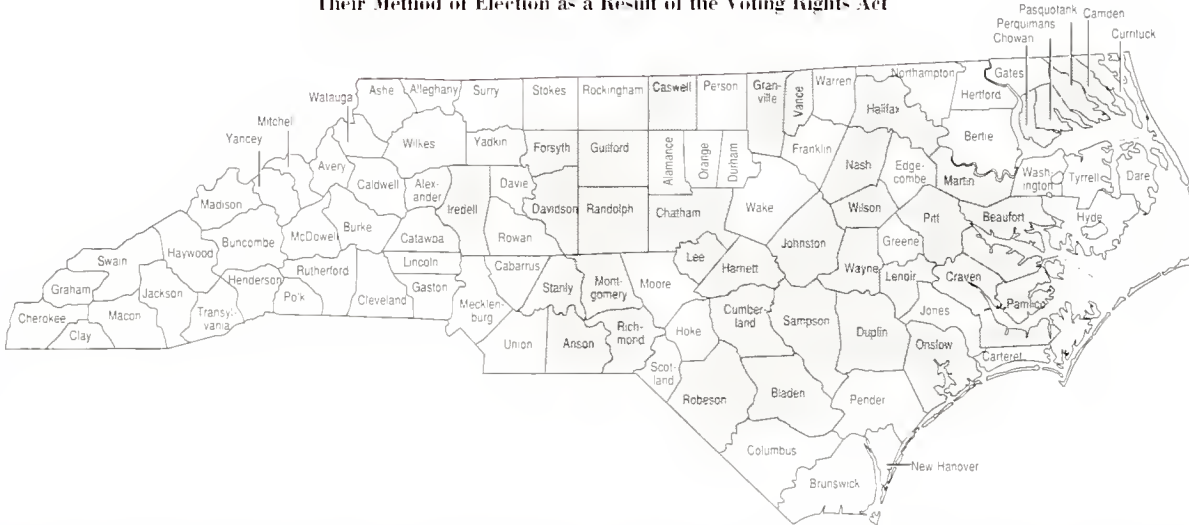 Their Method of Election as a Result of the Voting Rights Act
Pasquotank
Camden
Perquimans
Chowan
Currituck
Watauga
Ashe
Alleghany
Surry
Stokes
Rockingham
Caswell
Person
Gran-
ville
Vance
Warren
Northampton
Gates
Hertford
Halifax
Mitchell
Yancey
Wilkes
Yadkin
Forsyth
Guilford
Alamance
Orange
Durham
Franklin
Nash
Edge-
combe
Bertie
Martin
Wash-
ington
Tyrrell
Dare
Avery
Caldwell
Alex-
ander
Iredell
Davie
Davidson
Randolph
Chatham
Wake
Wilson
Pitt
Beaufort
Hyde
Madison
Buncombe
McDowell
Burke
Catawba
Rowan
Johnston
Greene
Swain
Haywood
Lincoln
Cabarrus
Lee
Harnett
Wayne
Lenoir
Craven
Pamlico
Graham
Jackson
Henderson
Rutherford
Polk
Cleveland
Gaston
Mecklen-
burg
Stanly
Mont-
gomery
Moore
Cherokee
Macon
Transyl-
vania
Clay
Union
Anson
Rich-
mond
Hoke
Cumber-
land
Sampson
Duplin
Jones
Onslow
Carteret
Scot-
land
Robeson
Bladen
Pender
Columbus
New Hanover
Brunswick